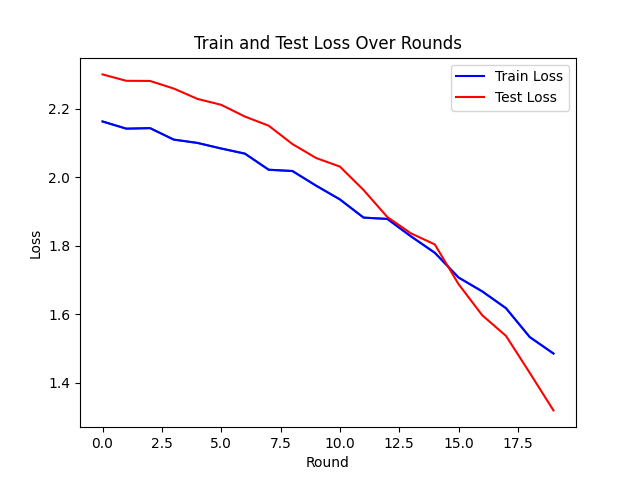 Train and Test Loss Over Rounds
Train Loss
Test Loss
Loss
2.2
2.0
1.8
1.6
1.4
0.0 2.5 5.0 7.5 10.0 12.5 15.0 17.5
Round